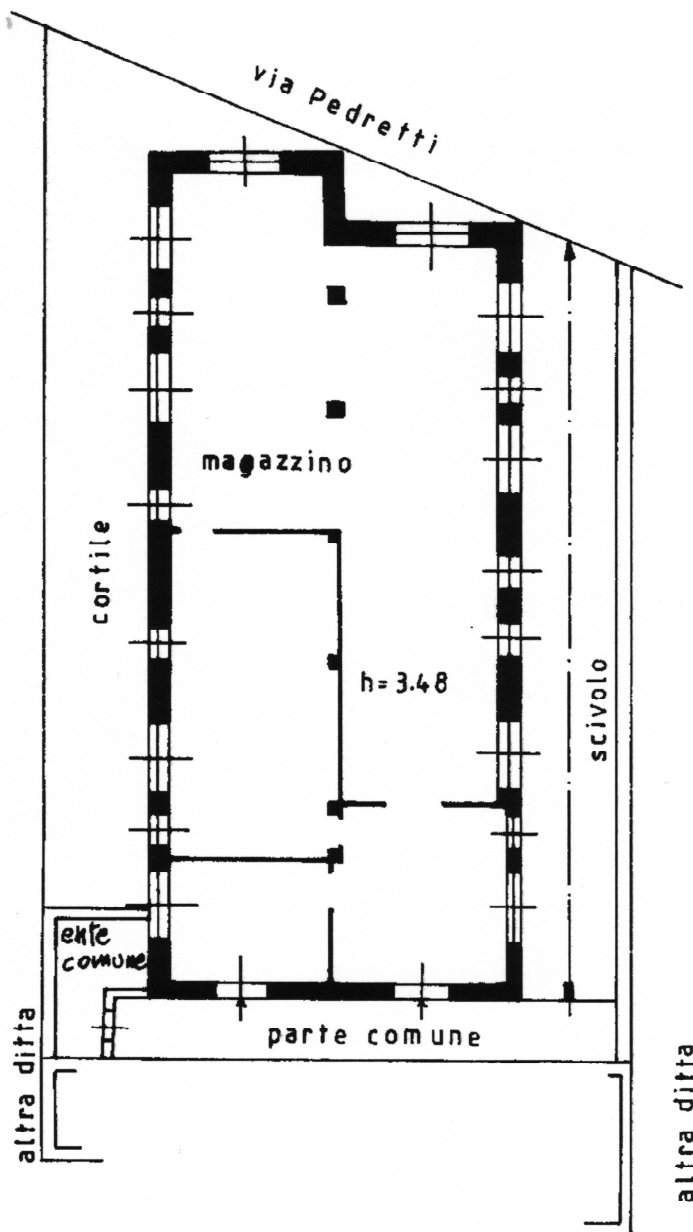 via Pedretti
magazzino
cortile
h=3.48
scivolo
ente
comune
parte comune
altra ditta
altra ditta